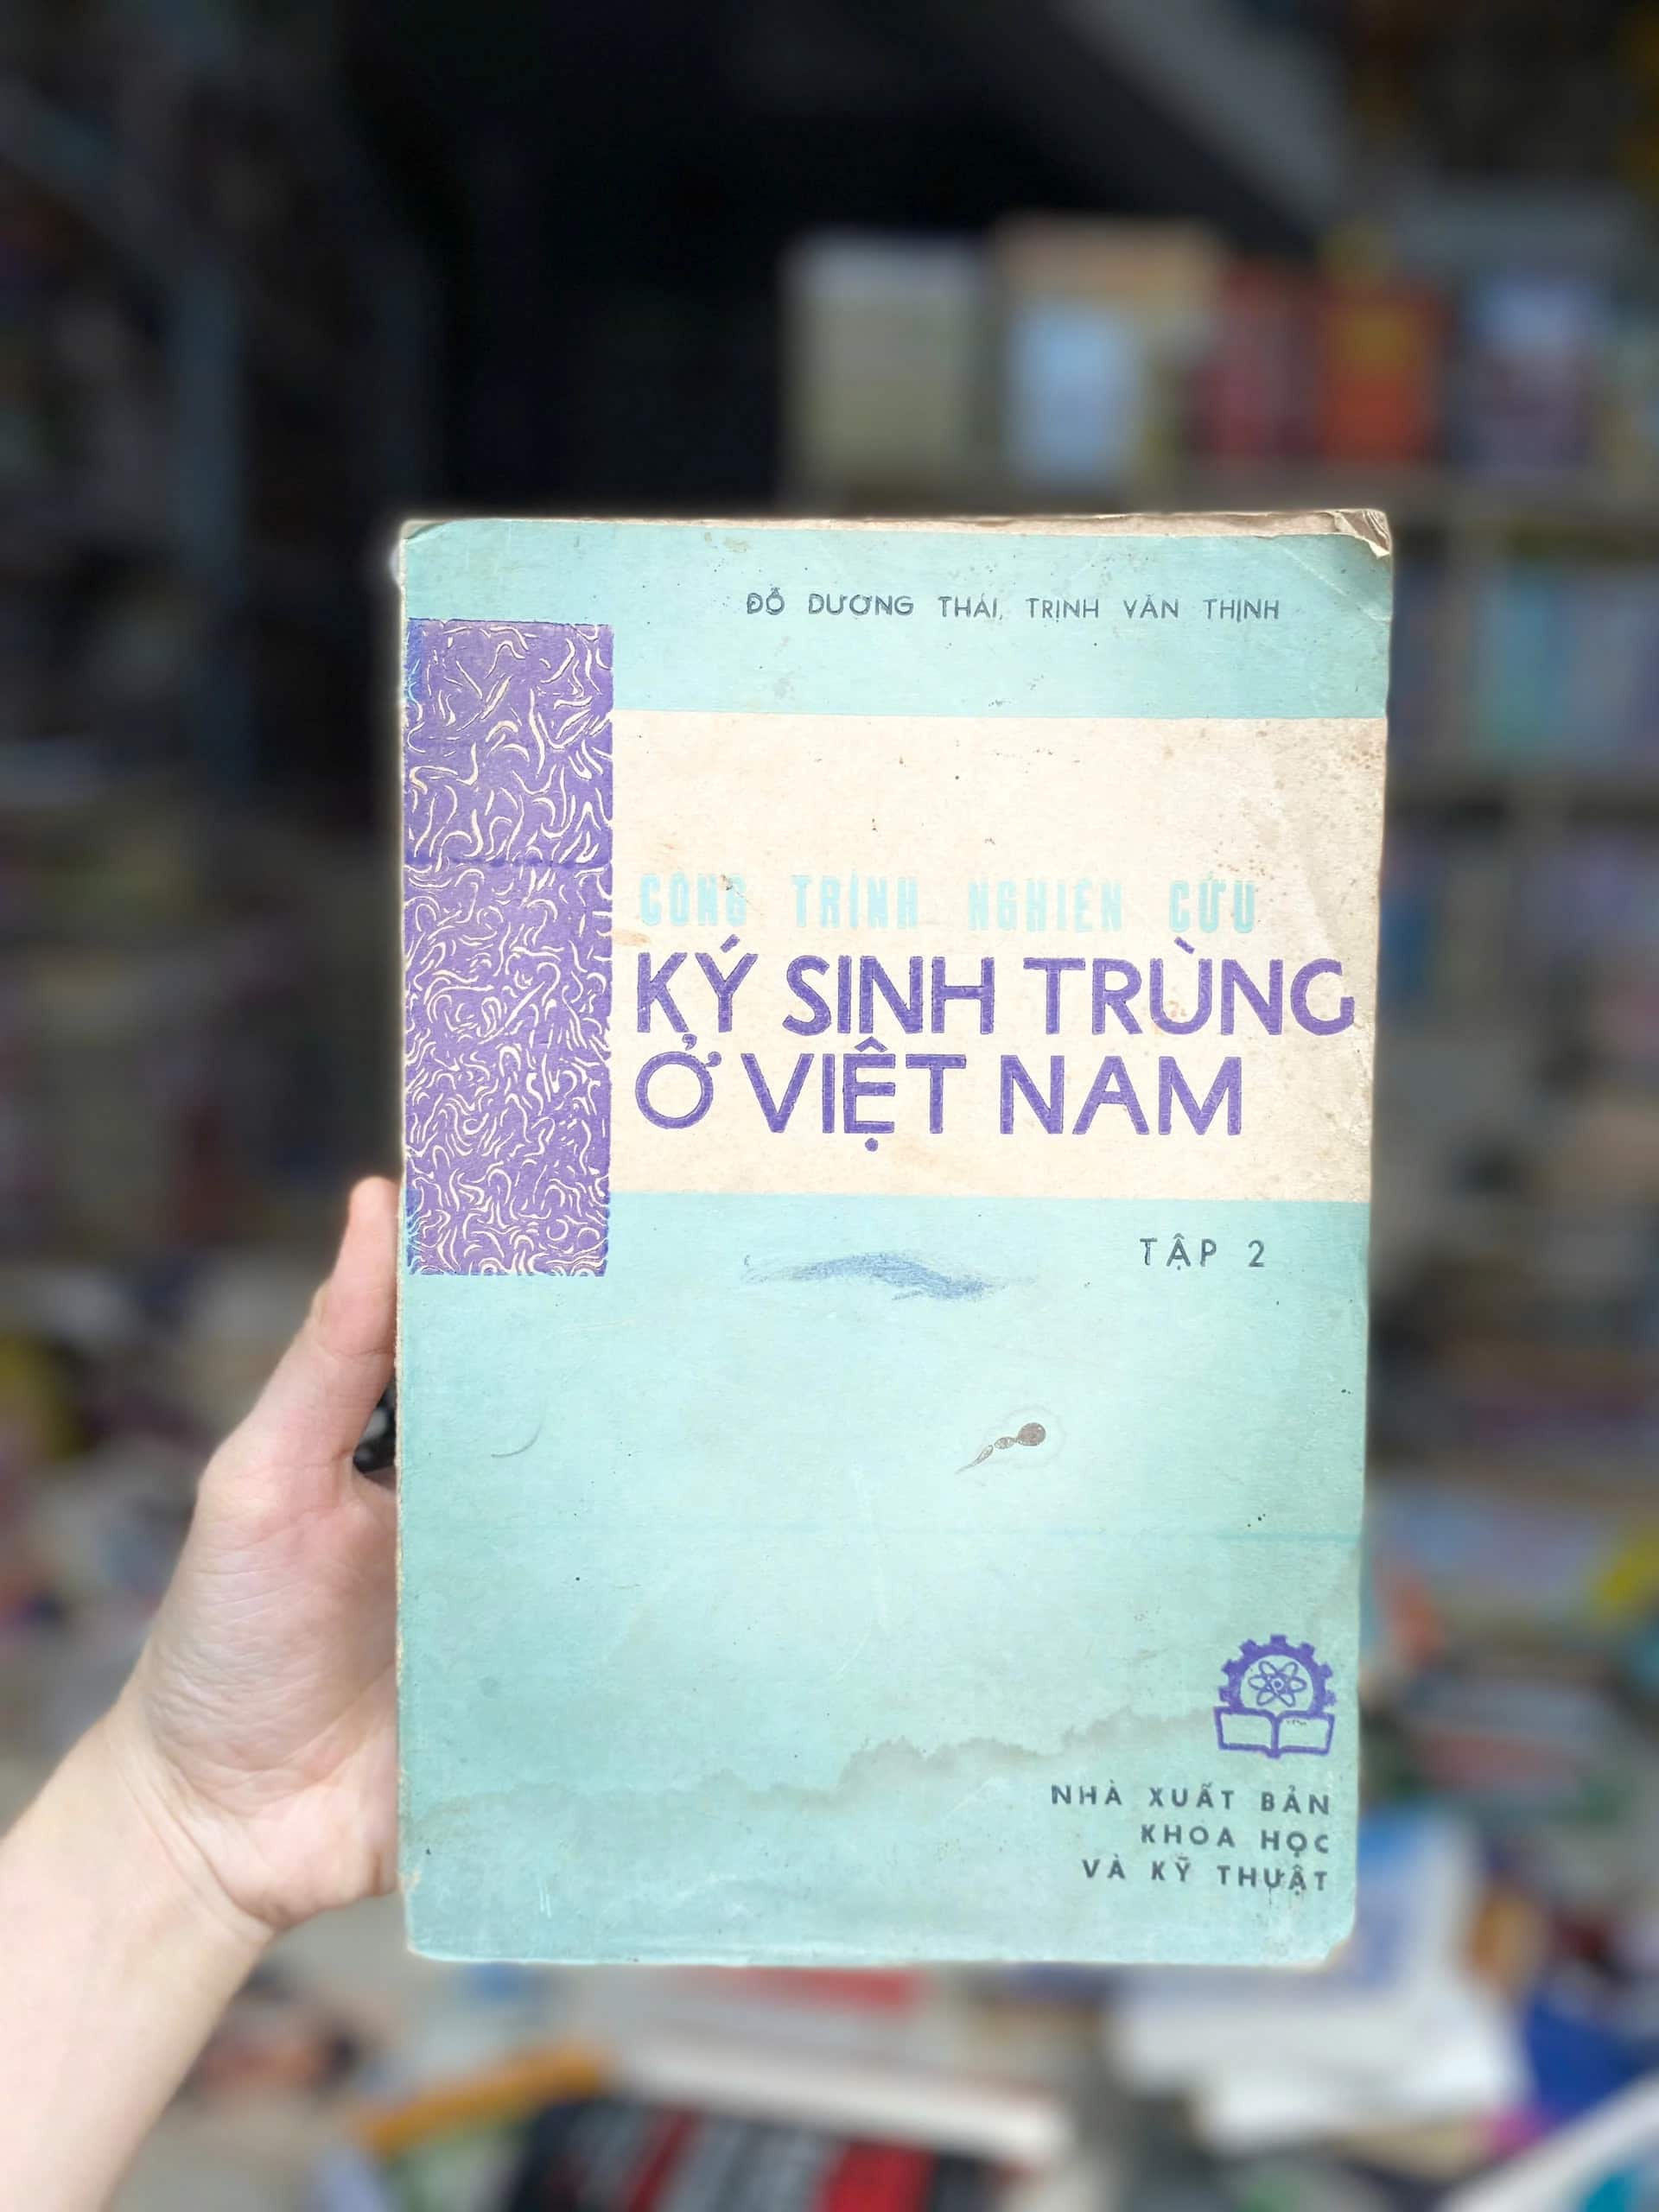 ĐỖ DƯƠNG THÁI, TRỊNH VĂN THỊNH
CÔNG TRÌNH NGHIÊN CỨU
KÝ SINH TRÙNG
Ở VIỆT NAM
TẬP 2
NHÀ XUẤT BẢN
KHOA HỌC
VÀ KỸ THUẬT